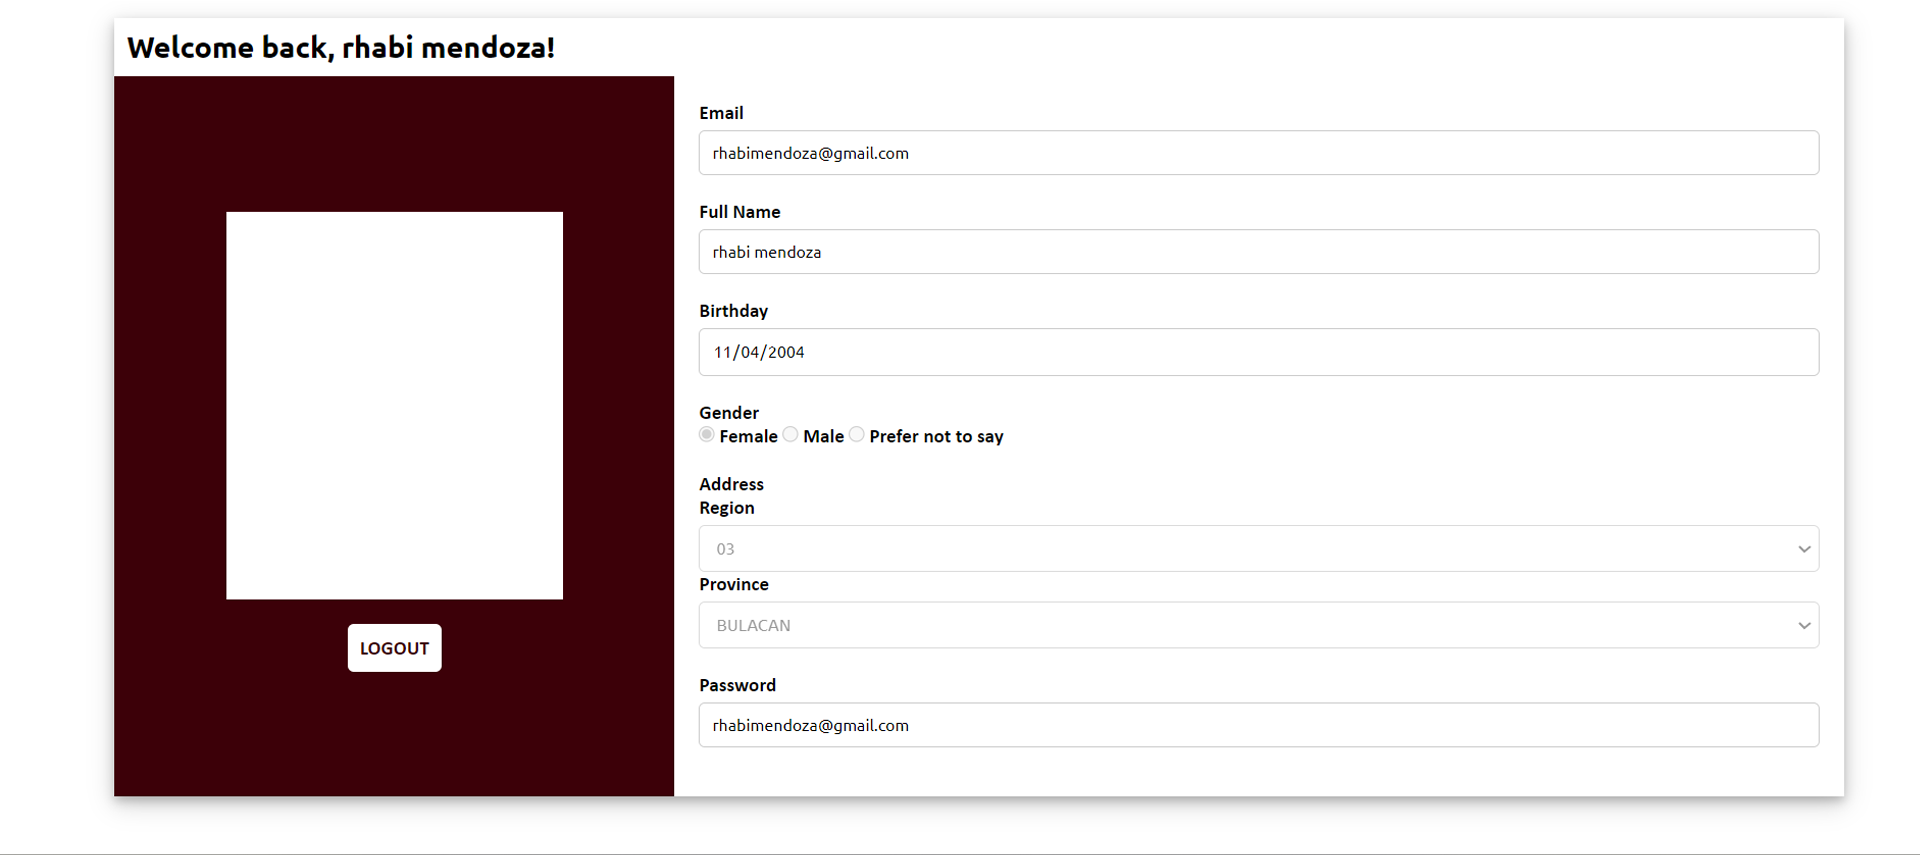 Welcome back, rhabi mendoza!
LOGOUT
Email
rhabimendoza@gmail.com
Full Name
rhabi mendoza
Birthday
11/04/2004
Gender
Female Male Prefer not to say
Address
Region
03
Province
BULACAN
Password
rhabimendoza@gmail.com